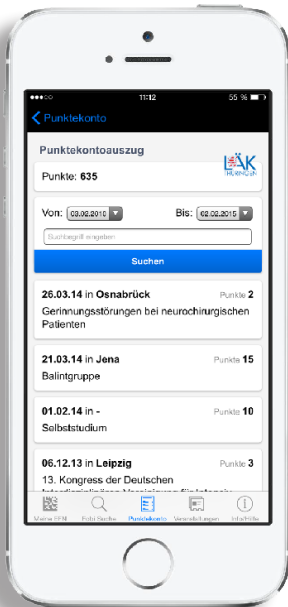 11:12
55 %
Punktekonto
Punktekontoauszug
LÄK
THÜRINGEN
Punkte: 635
Von:
Bis: 02.02.2015
Suchbegriff eingeben
Suchen
26.03.14 in Osnabrück Punkte 2
Gerinnungsstörungen bei neurochirurgischen
Patienten
21.03.14 in Jena Punkte 15
Balintgruppe
01.02.14 in - Punkte 10
Selbststudium
06.12.13 in Leipzig Punkte 3
13. Kongress der Deutschen
Meine EFN Fobi Suche Punktekonto Veranstaltungen Info/Hilfe